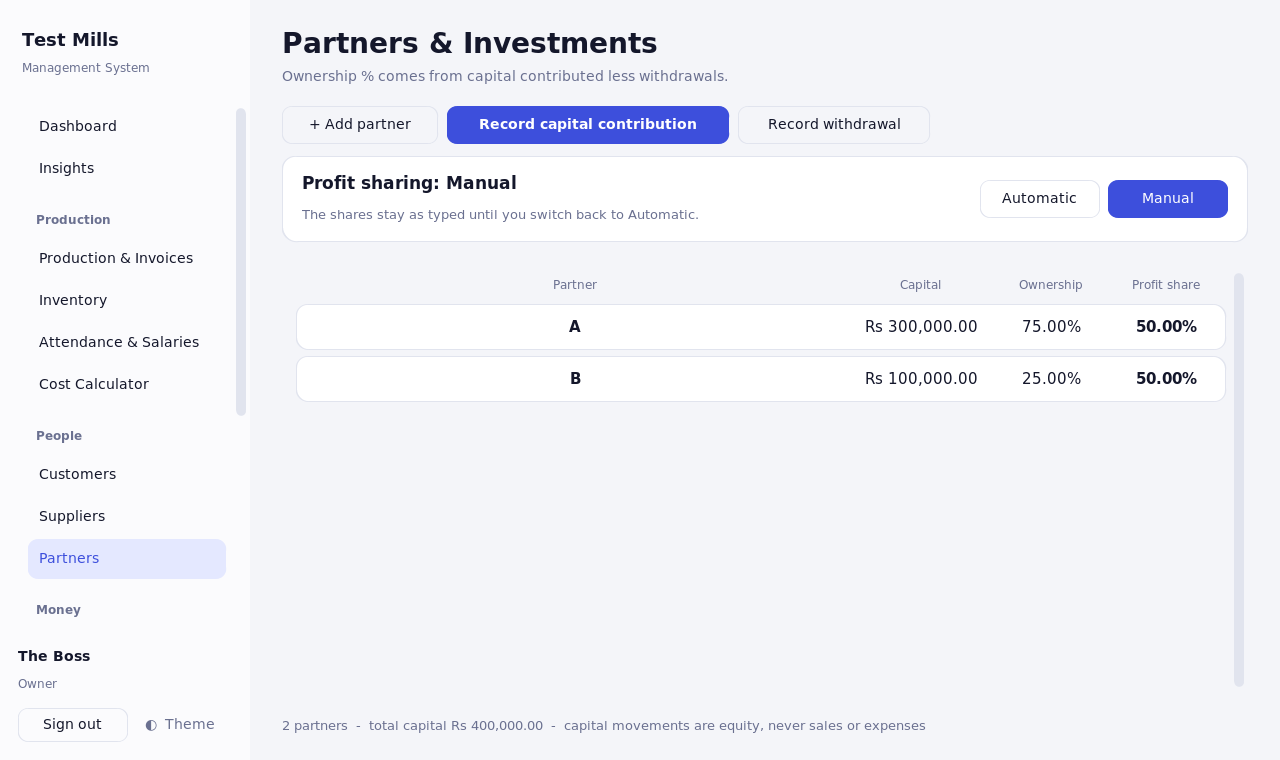 Test Mills
Management System
Dashboard
Insights
Production
Production & Invoices
Inventory
Attendance & Salaries
Cost Calculator
People
Customers
Suppliers
Partners
Money
The Boss
Owner
Sign out
◐ Theme
Partners & Investments
Ownership % comes from capital contributed less withdrawals.
+ Add partner
Record capital contribution
Record withdrawal
Profit sharing: Manual
The shares stay as typed until you switch back to Automatic.
Automatic
Manual
Partner Capital Ownership Profit share
A Rs 300,000.00 75.00% 50.00%
B Rs 100,000.00 25.00% 50.00%
2 partners - total capital Rs 400,000.00 - capital movements are equity, never sales or expenses